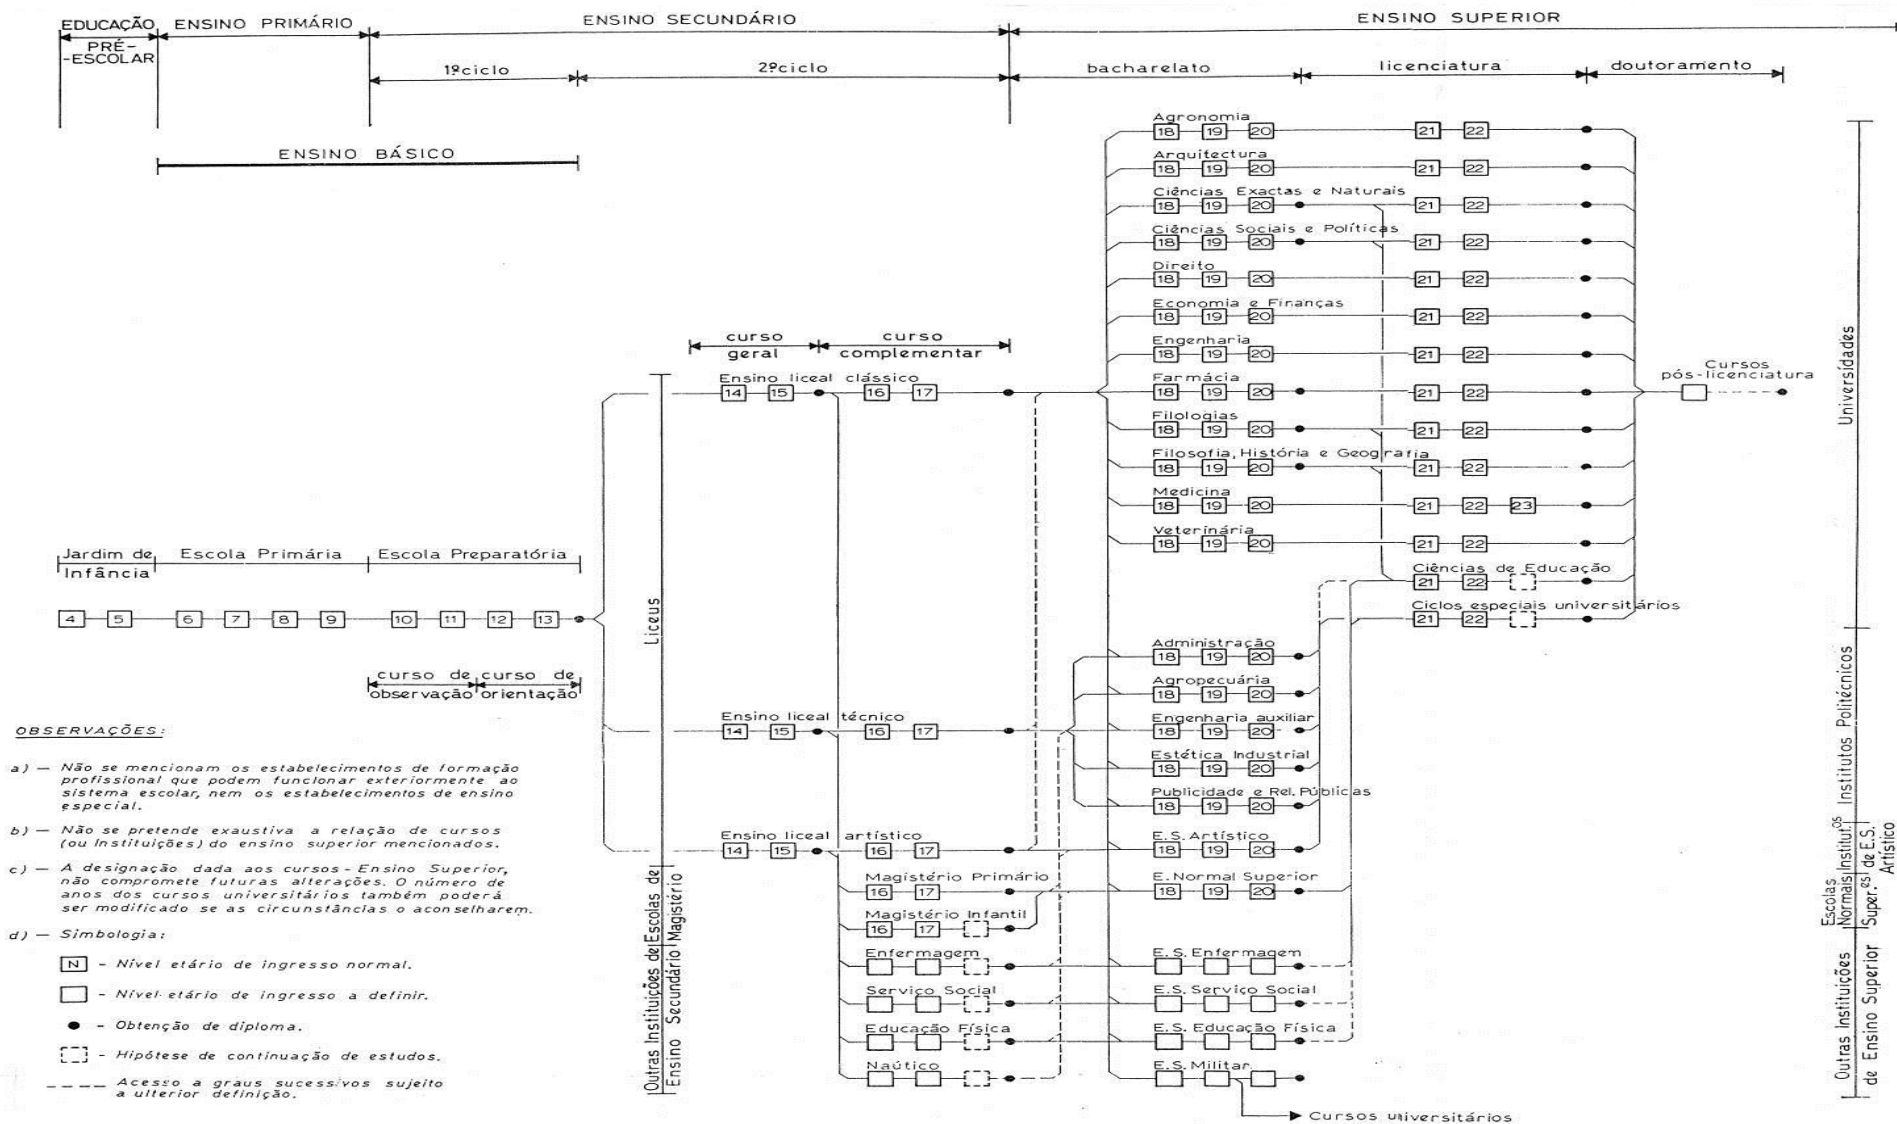 EDUCAÇÃO
PRÉ-
-ESCOLAR
ENSINO PRIMÁRIO
ENSINO SECUNDÁRIO
ENSINO SUPERIOR
1º ciclo
2º ciclo
bacharelato
licenciatura
doutoramento
ENSINO BÁSICO
Agronomia
18 19 20 21 22
Arquitectura
18 19 20 21 22
Ciências Exactas e Naturais
18 19 20 21 22
Ciências Sociais e Políticas
18 19 20 21 22
Direito
18 19 20 21 22
Economia e Finanças
18 19 20 21 22
Engenharia
18 19 20 21 22
Farmácia
18 19 20 21 22
Filologias
18 19 20 21 22
Filosofia, História e Geografia
18 19 20 21 22
Medicina
18 19 20 21 22 23
Veterinária
18 19 20 21 22
Ciências de Educação
21 22
Ciclos especiais universitários
21 22
Cursos
pós-licenciatura
Universidades
curso
geral
curso
complementar
Ensino liceal clássico
14 15 16 17
Jardim de
Infância
Escola Primária
Escola Preparatória
4 5 6 7 8 9 10 11 12 13
curso de
observação
curso de
orientação
Liceus
Ensino liceal técnico
14 15 16 17
Ensino liceal artístico
14 15 16 17
Magistério Primário
16 17
Magistério Infantil
16 17
Enfermagem
Serviço Social
Educação Física
Naútico
Escolas de
Magistério
Outras Instituições de
Ensino Secundário
Administração
18 19 20
Agropecuária
18 19 20
Engenharia auxiliar
18 19 20
Estética Industrial
18 19 20
Publicidade e Rel. Públicas
18 19 20
E.S. Artístico
18 19 20
E. Normal Superior
18 19 20
E.S. Enfermagem
E.S. Serviço Social
E.S. Educação Física
E.S. Militar
Cursos universitários
Institutos Politécnicos
Institut.os
de E.S.
Artístico
Escolas
Normais
Super.es
Outras Instituições
de Ensino Superior
OBSERVAÇÕES:
a) — Não se mencionam os estabelecimentos de formação
profissional que podem funcionar exteriormente ao
sistema escolar, nem os estabelecimentos de ensino
especial.
b) — Não se pretende exaustiva a relação de cursos
(ou Instituições) do ensino superior mencionados.
c) — A designação dada aos cursos - Ensino Superior,
não compromete futuras alterações. O número de
anos dos cursos universitários também poderá
ser modificado se as circunstâncias o aconselharem.
d) — Simbologia:
N - Nível etário de ingresso normal.
- Nível etário de ingresso a definir.
- Obtenção de diploma.
- Hipótese de continuação de estudos.
Acesso a graus sucessivos sujeito
a ulterior definição.